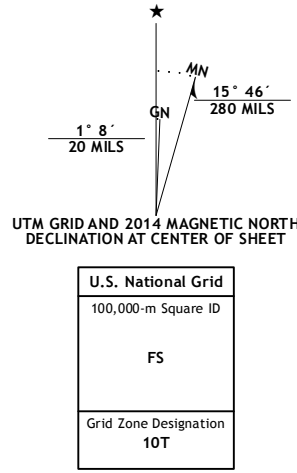 MN
GN
15° 46´
280 MILS
1° 8´
20 MILS
UTM GRID AND 2014 MAGNETIC NORTH
DECLINATION AT CENTER OF SHEET
U.S. National Grid
100,000-m Square ID
FS
Grid Zone Designation
10T